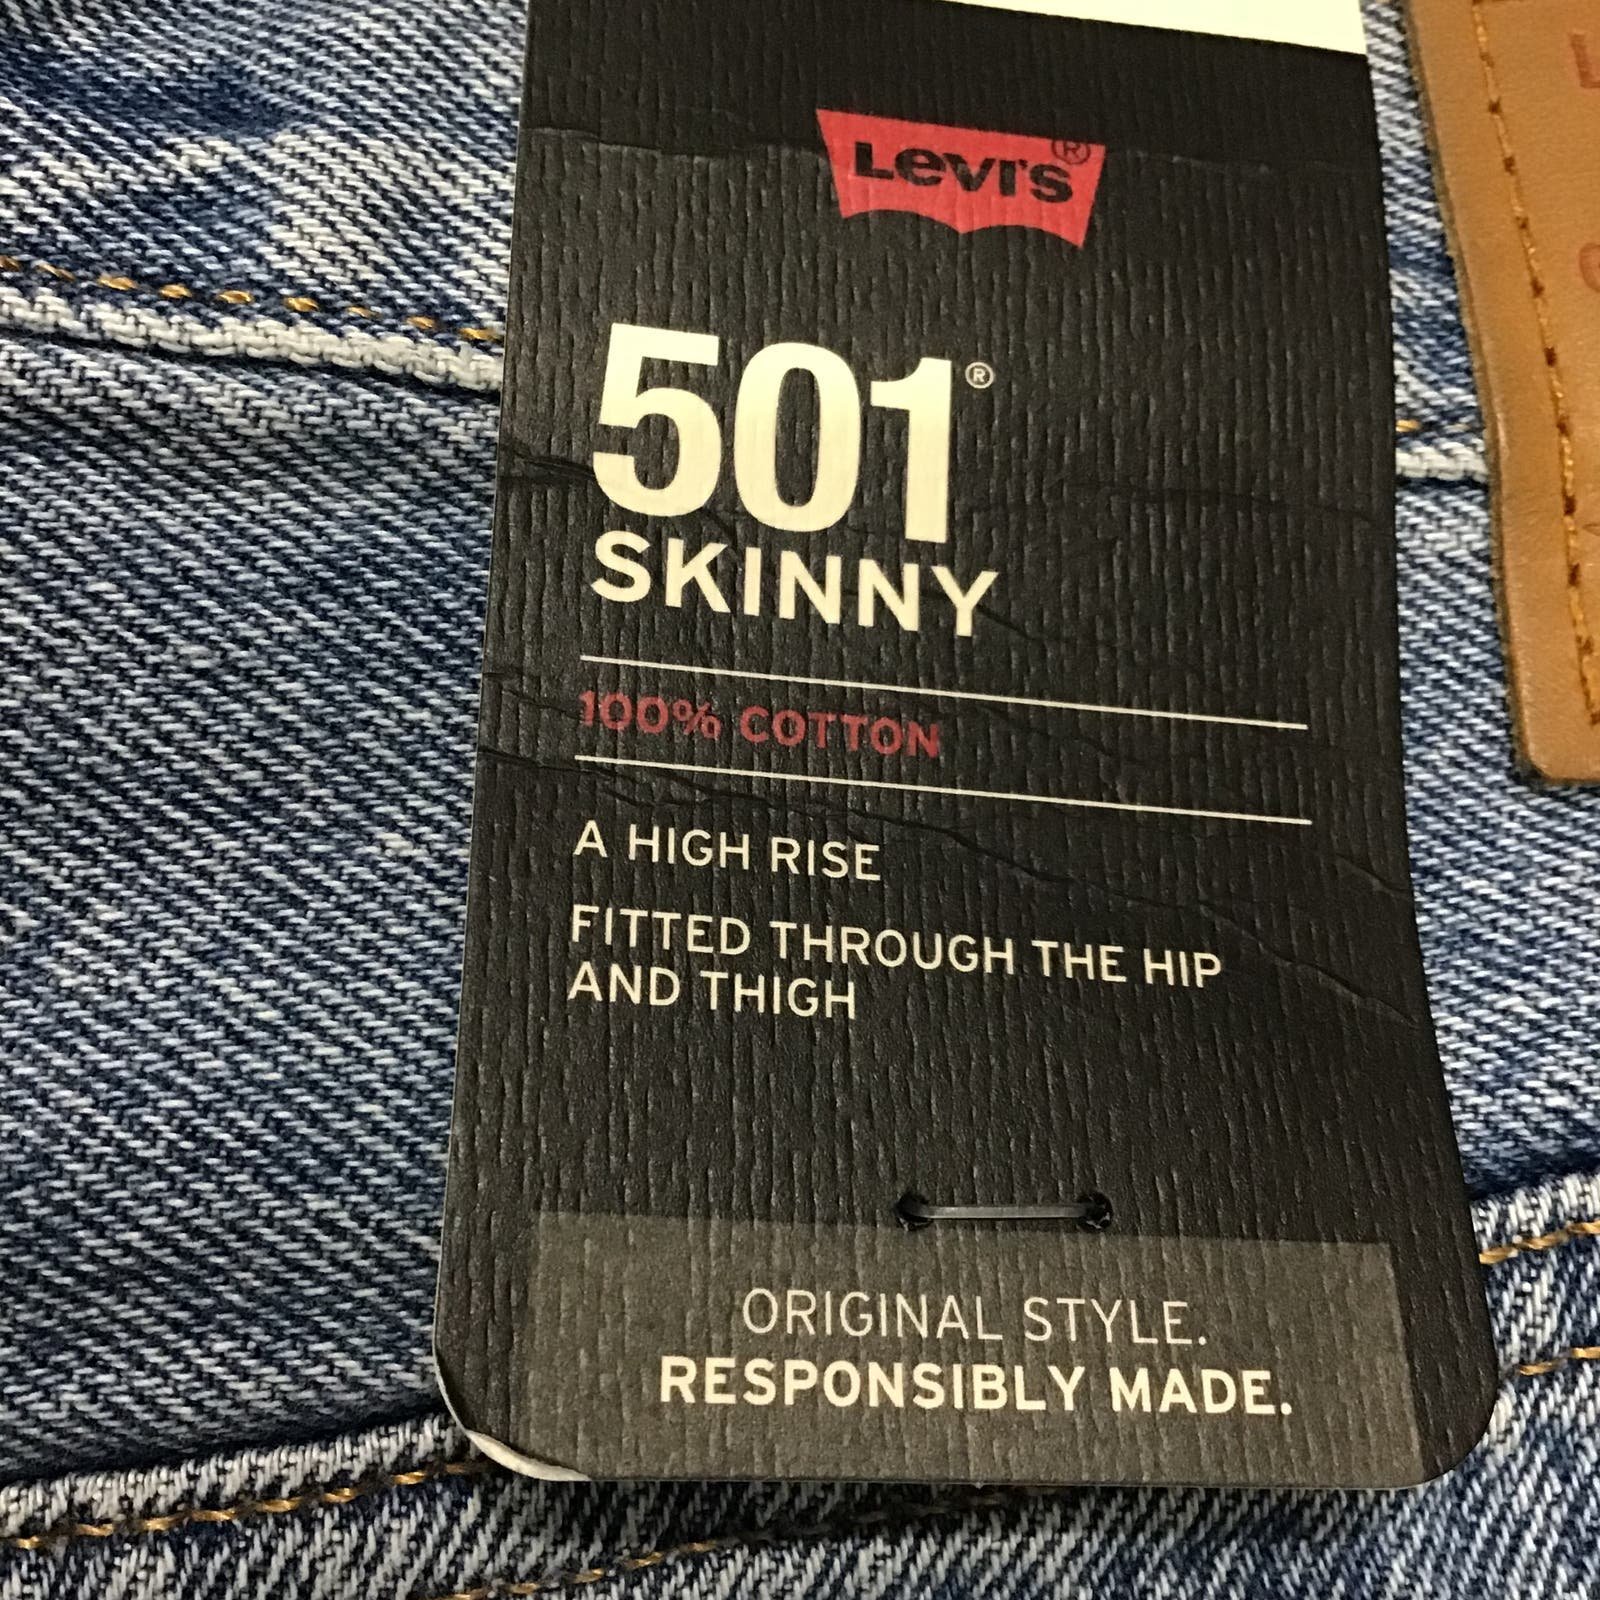 Levi's®
501®
SKINNY
100% COTTON
A HIGH RISE
FITTED THROUGH THE HIP
AND THIGH
ORIGINAL STYLE.
RESPONSIBLY MADE.